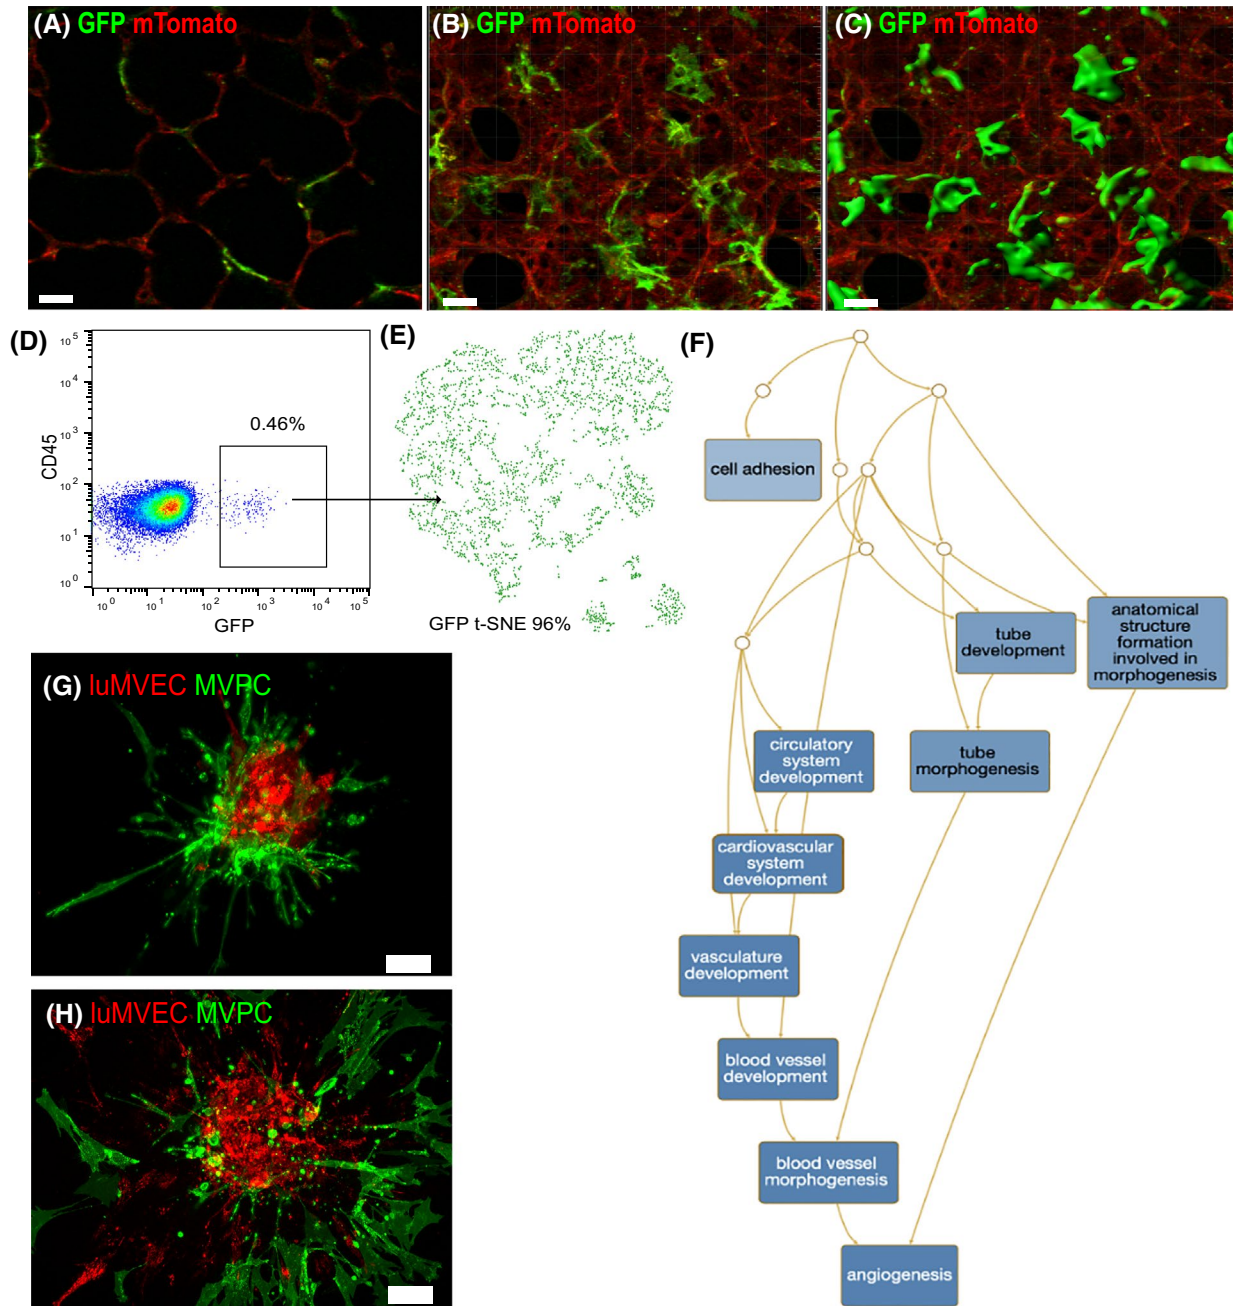 (A) GFP mTomato
(B) GFP mTomato
(C) GFP mTomato
(D)
10^5
10^4
10^3
10^2
10^1
10^0
CD45
0.46%
10^0 10^1 10^2 10^3 10^4 10^5
GFP
(E)
GFP t-SNE 96%
(F)
cell adhesion
tube
development
anatomical
structure
formation
involved in
morphogenesis
circulatory
system
development
tube
morphogenesis
cardiovascular
system
development
vasculature
development
blood vessel
development
blood vessel
morphogenesis
angiogenesis
(G) luMVEC MVPC
(H) luMVEC MVPC